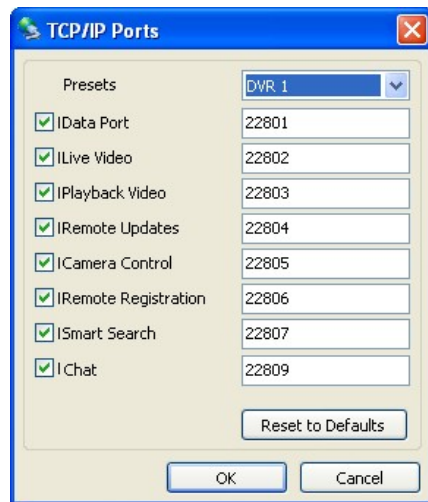 TCP/IP Ports
Presets DVR 1
IData Port 22801
ILive Video 22802
IPlayback Video 22803
IRemote Updates 22804
ICamera Control 22805
IRemote Registration 22806
ISmart Search 22807
IChat 22809
Reset to Defaults
OK Cancel